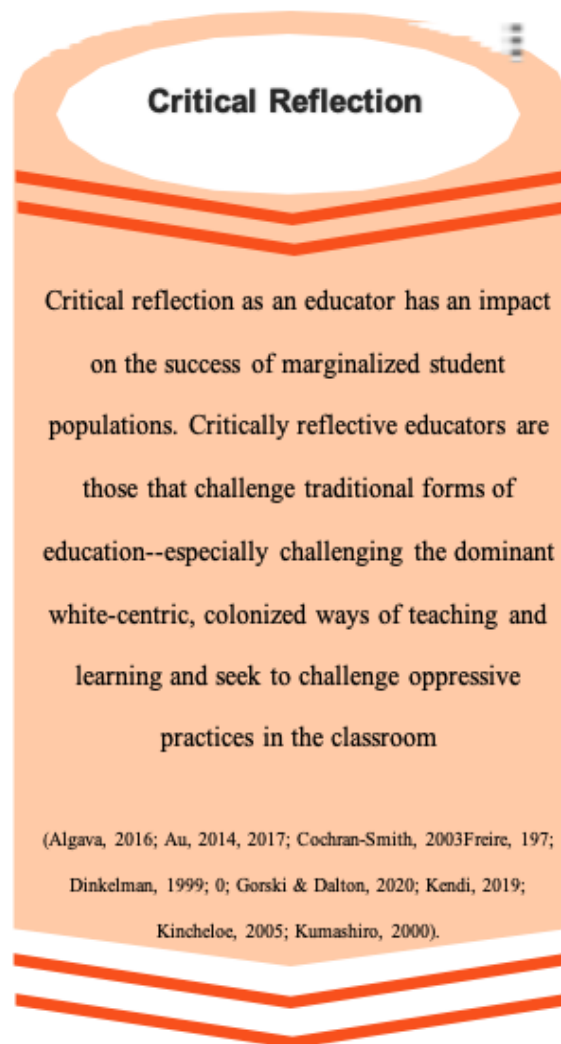 Critical Reflection
Critical reflection as an educator has an impact
on the success of marginalized student
populations. Critically reflective educators are
those that challenge traditional forms of
education--especially challenging the dominant
white-centric, colonized ways of teaching and
learning and seek to challenge oppressive
practices in the classroom
(Algava, 2016; Au, 2014, 2017; Cochran-Smith, 2003Freire, 197;
Dinkelman, 1999; 0; Gorski & Dalton, 2020; Kendi, 2019;
Kincheloe, 2005; Kumashiro, 2000).